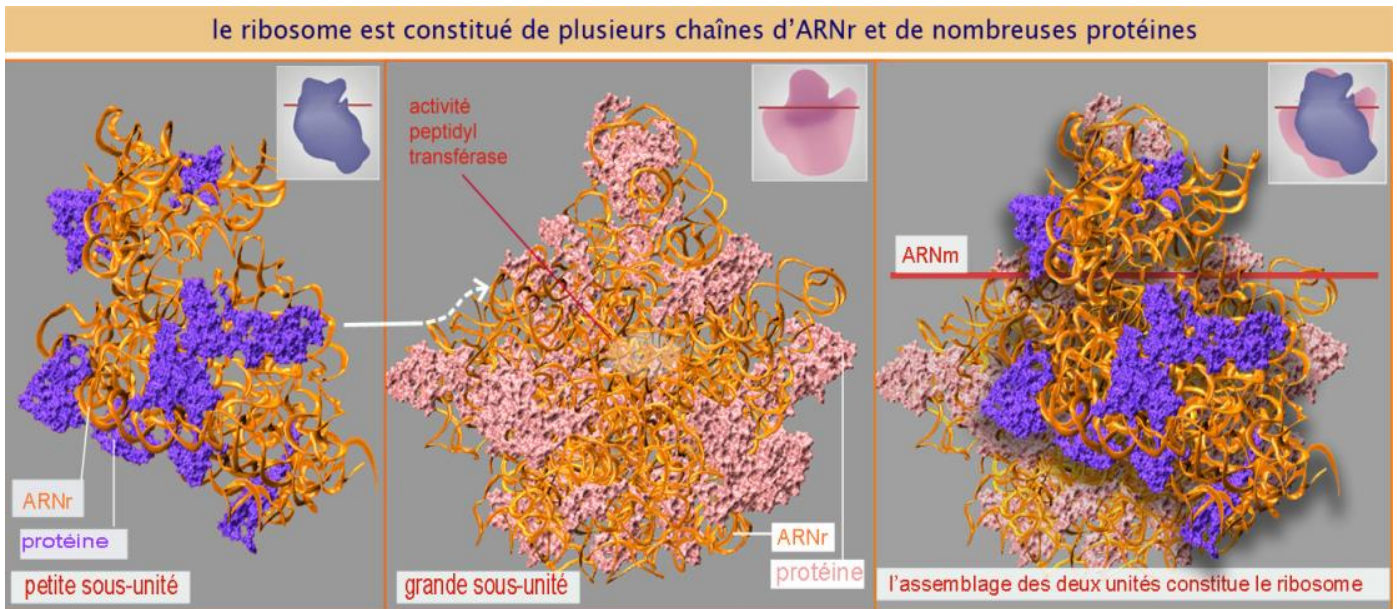 le ribosome est constitué de plusieurs chaînes d'ARNr et de nombreuses protéines
ARNr
protéine
petite sous-unité
activité
peptidyl
transférase
ARNr
protéine
grande sous-unité
ARNm
l'assemblage des deux unités constitue le ribosome